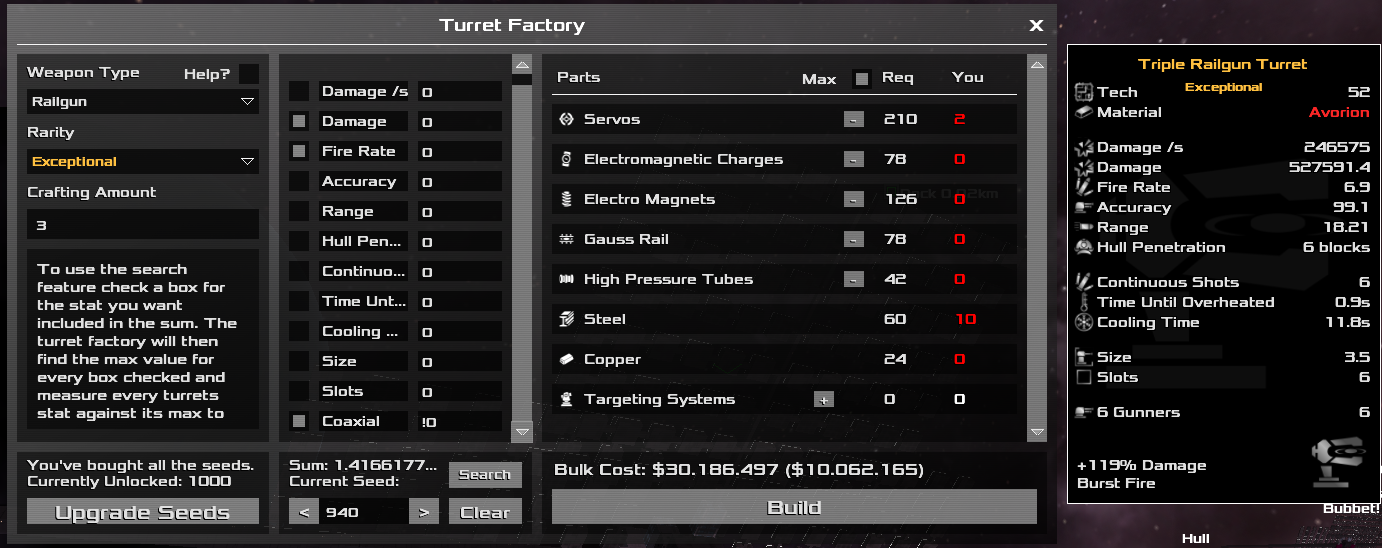 Turret Factory
X
Weapon Type Help?
Railgun
Rarity
Exceptional
Crafting Amount
3
To use the search
feature check a box for
the stat you want
included in the sum. The
turret factory will then
find the max value for
every box checked and
measure every turrets
stat against its max to
You've bought all the seeds.
Currently Unlocked: 1000
Upgrade Seeds
Damage /s 0
Damage 0
Fire Rate 0
Accuracy 0
Range 0
Hull Pen... 0
Continuo... 0
Time Unt... 0
Cooling ... 0
Size 0
Slots 0
Coaxial !0
Sum: 1.4166177...
Current Seed:
Search
< 940 >
Clear
Parts Max Req You
Servos - 210 2
Electromagnetic Charges - 78 0
Electro Magnets - 126 0
Gauss Rail - 78 0
High Pressure Tubes - 42 0
Steel 60 10
Copper 24 0
Targeting Systems + 0 0
Bulk Cost: $30.186.497 ($10.062.165)
Build
Triple Railgun Turret
Exceptional
Tech 52
Material Avorion
Damage /s 246575
Damage 527591.4
Fire Rate 6.9
Accuracy 99.1
Range 18.21
Hull Penetration 6 blocks
Continuous Shots 6
Time Until Overheated 0.9s
Cooling Time 11.8s
Size 3.5
Slots 6
6 Gunners 6
+119% Damage
Burst Fire
Bubbet!
Hull